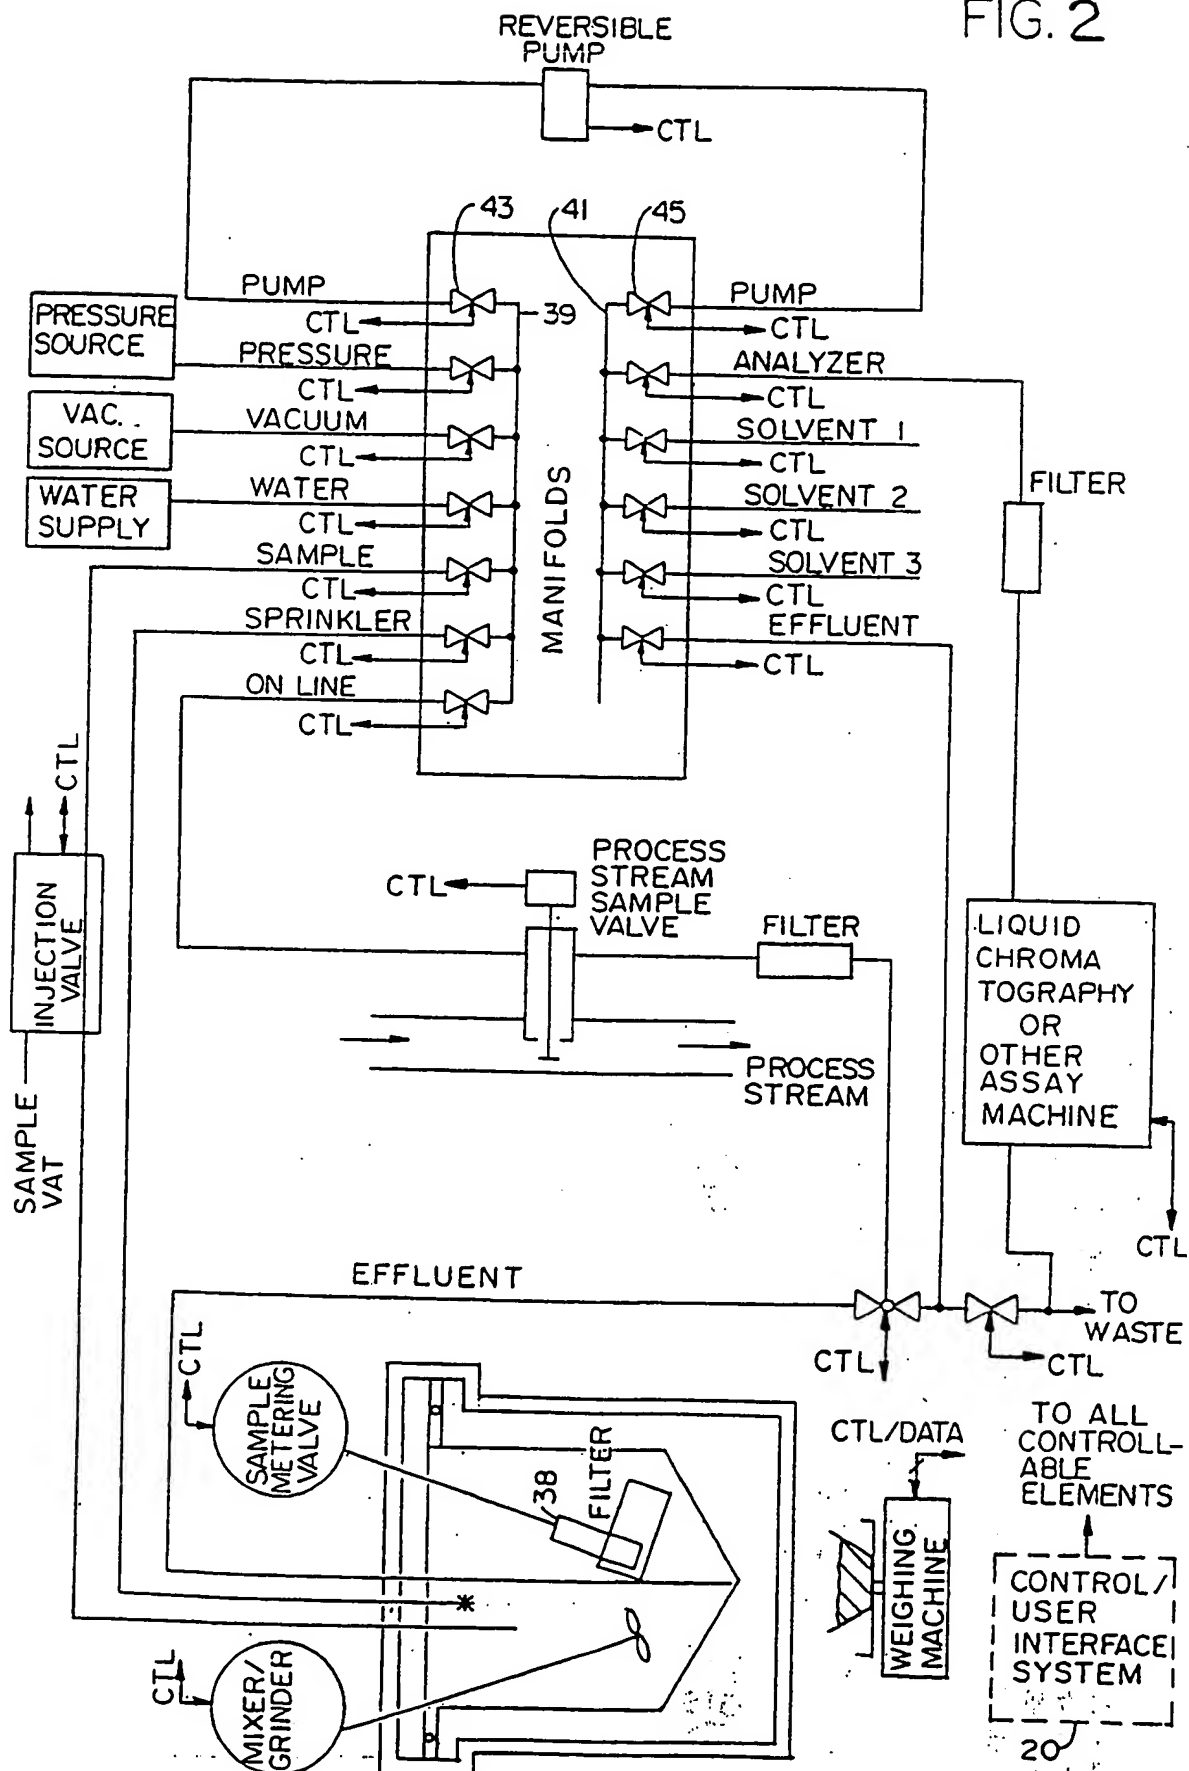 FIG. 2
REVERSIBLE
PUMP
CTL
43
41
45
PUMP
CTL
39
PUMP
CTL
PRESSURE
SOURCE
PRESSURE
CTL
ANALYZER
CTL
VAC.
SOURCE
VACUUM
CTL
SOLVENT 1
CTL
WATER
SUPPLY
WATER
CTL
SOLVENT 2
CTL
SAMPLE
CTL
SOLVENT 3
CTL
SPRINKLER
CTL
EFFLUENT
CTL
ON LINE
CTL
MANIFOLDS
FILTER
CTL
INJECTION
VALVE
SAMPLE
VAT
CTL
PROCESS
STREAM
SAMPLE
VALVE
FILTER
PROCESS
STREAM
LIQUID
CHROMA
TOGRAPHY
OR
OTHER
ASSAY
MACHINE
CTL
EFFLUENT
TO
WASTE
CTL
CTL
CTL
SAMPLE
METERING
VALVE
38
FILTER
CTL/DATA
WEIGHING
MACHINE
TO ALL
CONTROLL-
ABLE
ELEMENTS
CONTROL/
USER
INTERFACE
SYSTEM
20
CTL
MIXER/
GRINDER